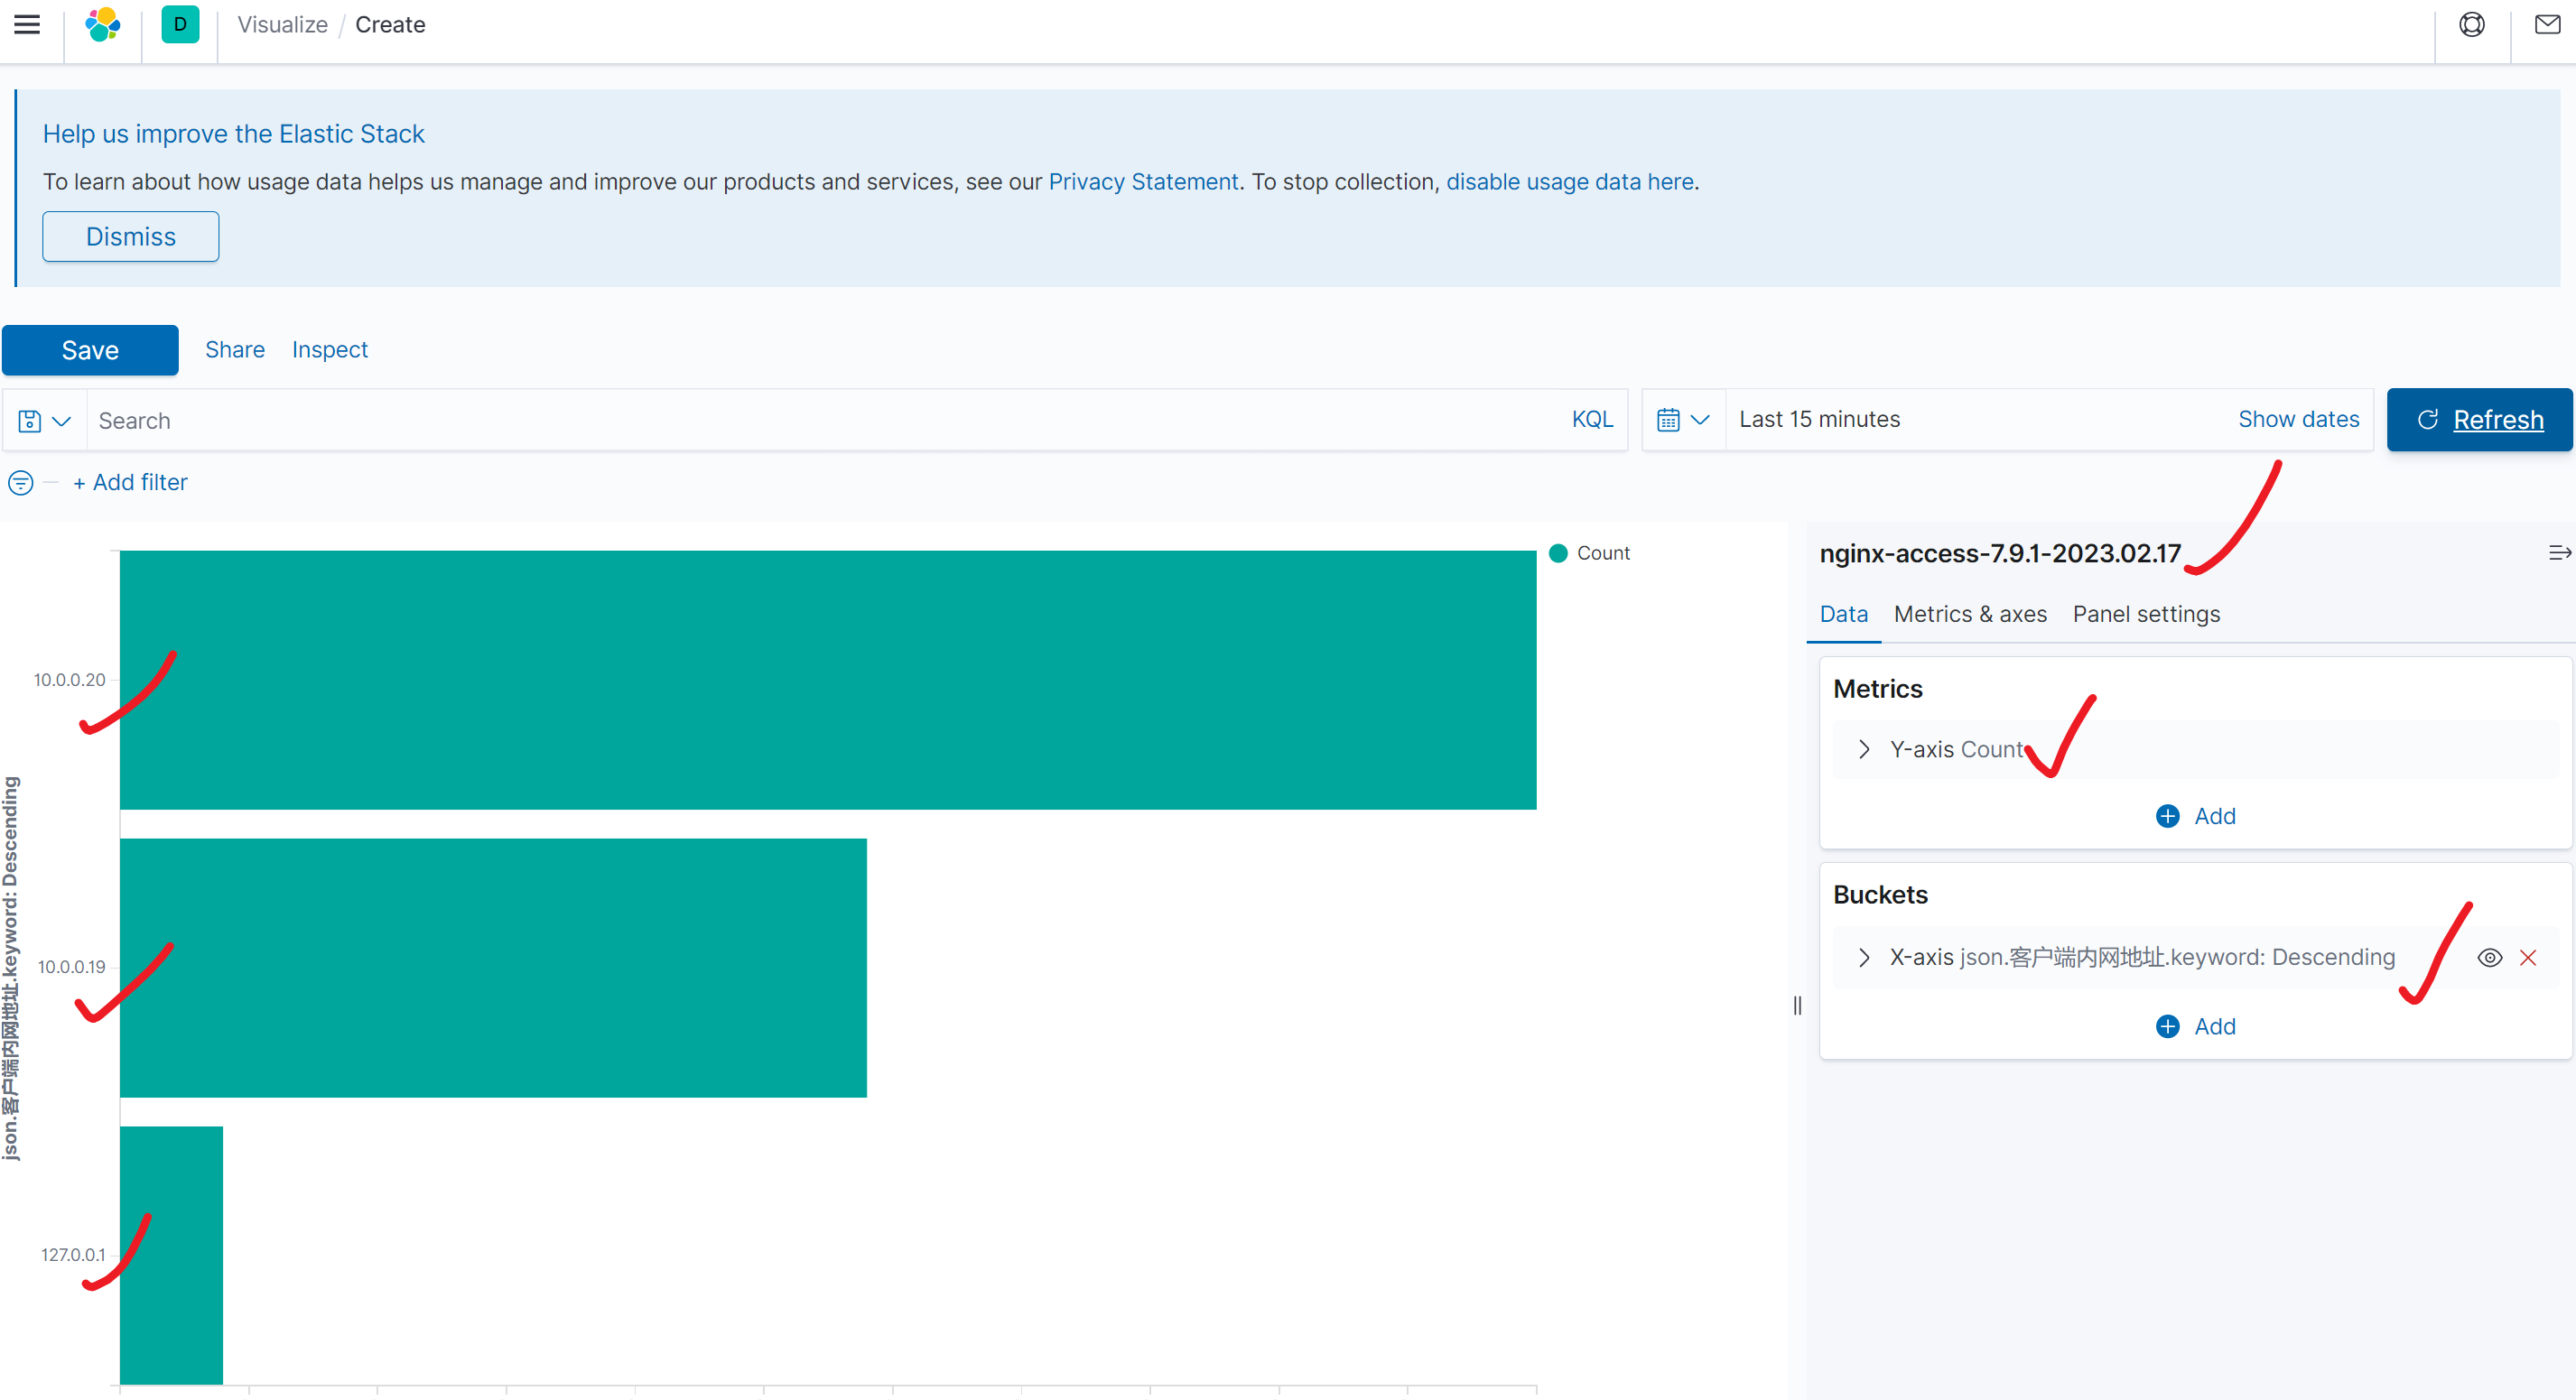 D Visualize / Create
Help us improve the Elastic Stack
To learn about how usage data helps us manage and improve our products and services, see our Privacy Statement. To stop collection, disable usage data here.
Dismiss
Save Share Inspect
Search KQL Last 15 minutes Show dates Refresh
+ Add filter
Count
nginx-access-7.9.1-2023.02.17
Data Metrics & axes Panel settings
Metrics
Y-axis Count
Add
Buckets
X-axis json.客户端内网地址.keyword: Descending
Add
json.客户端内网地址.keyword: Descending
10.0.0.20
10.0.0.19
127.0.0.1